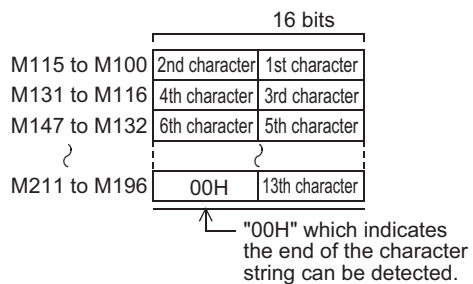 16 bits
M115 to M100 2nd character 1st character
M131 to M116 4th character 3rd character
M147 to M132 6th character 5th character
M211 to M196 00H 13th character
"00H" which indicates
the end of the character
string can be detected.